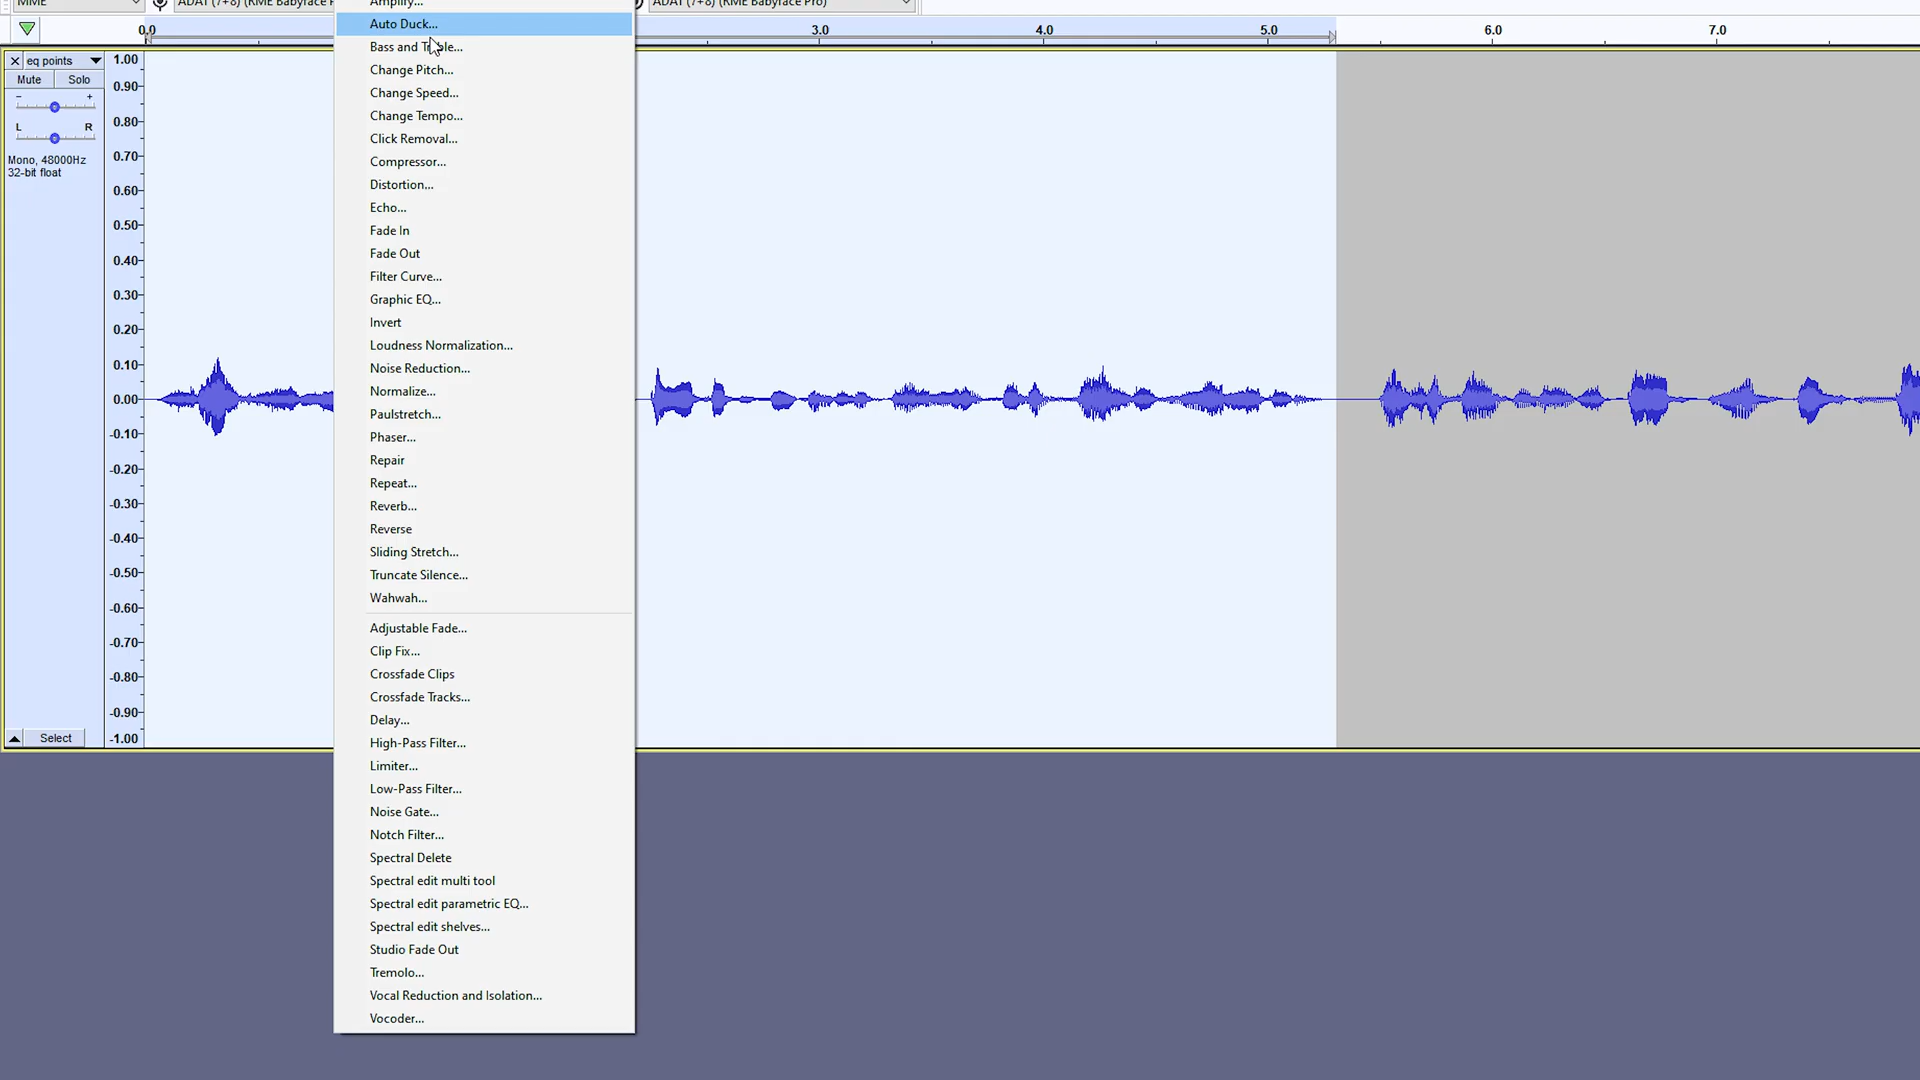 MME
ADAT (7+8) (RME Babyface P
ADAT (7+8) (RME Babyface Pro)
0.0
3.0
4.0
5.0
6.0
7.0
eq points
Mute
Solo
-
+
L
R
Mono, 48000Hz
32-bit float
Select
1.00
0.90
0.80
0.70
0.60
0.50
0.40
0.30
0.20
0.10
0.00
-0.10
-0.20
-0.30
-0.40
-0.50
-0.60
-0.70
-0.80
-0.90
-1.00
Amplify...
Auto Duck...
Bass and Treble...
Change Pitch...
Change Speed...
Change Tempo...
Click Removal...
Compressor...
Distortion...
Echo...
Fade In
Fade Out
Filter Curve...
Graphic EQ...
Invert
Loudness Normalization...
Noise Reduction...
Normalize...
Paulstretch...
Phaser...
Repair
Repeat...
Reverb...
Reverse
Sliding Stretch...
Truncate Silence...
Wahwah...
Adjustable Fade...
Clip Fix...
Crossfade Clips
Crossfade Tracks...
Delay...
High-Pass Filter...
Limiter...
Low-Pass Filter...
Noise Gate...
Notch Filter...
Spectral Delete
Spectral edit multi tool
Spectral edit parametric EQ...
Spectral edit shelves...
Studio Fade Out
Tremolo...
Vocal Reduction and Isolation...
Vocoder...